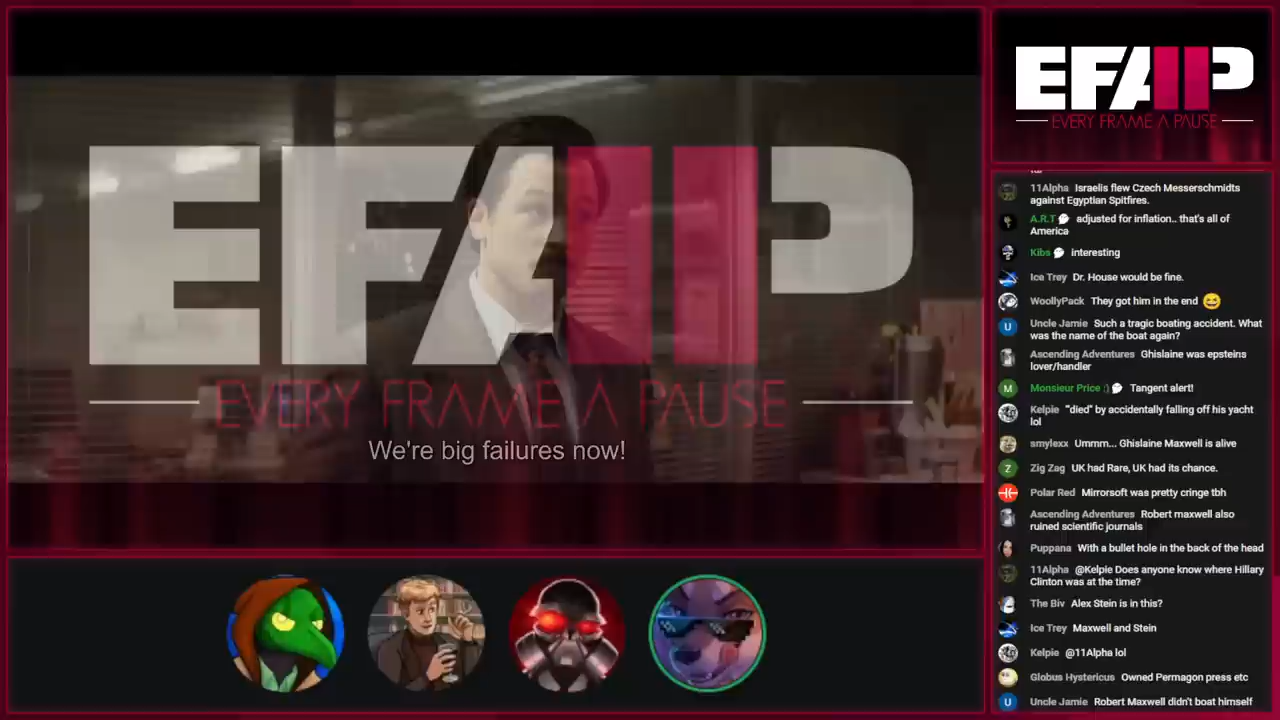 EFAP
EVERY FRAME A PAUSE
We're big failures now!
EFAP
EVERY FRAME A PAUSE
11Alpha Israelis flew Czech Messerschmidts
against Egyptian Spitfires.
A.R.T adjusted for inflation.. that's all of
America
Kibs interesting
Ice Trey Dr. House would be fine.
WoollyPack They got him in the end
Uncle Jamie Such a tragic boating accident. What
was the name of the boat again?
Ascending Adventures Ghislaine was epsteins
lover/handler
M
Monsieur Price :) Tangent alert!
Kelpie "died" by accidentally falling off his yacht
lol
smylexx Ummm... Ghislaine Maxwell is alive
Z
Zig Zag UK had Rare, UK had its chance.
Polar Red Mirrorsoft was pretty cringe tbh
Ascending Adventures Robert maxwell also
ruined scientific journals
Puppana With a bullet hole in the back of the head
11Alpha @Kelpie Does anyone know where Hillary
Clinton was at the time?
The Biv Alex Stein is in this?
Ice Trey Maxwell and Stein
Kelpie @11Alpha lol
Globus Hystericus Owned Permagon press etc
U
Uncle Jamie Robert Maxwell didn't boat himself